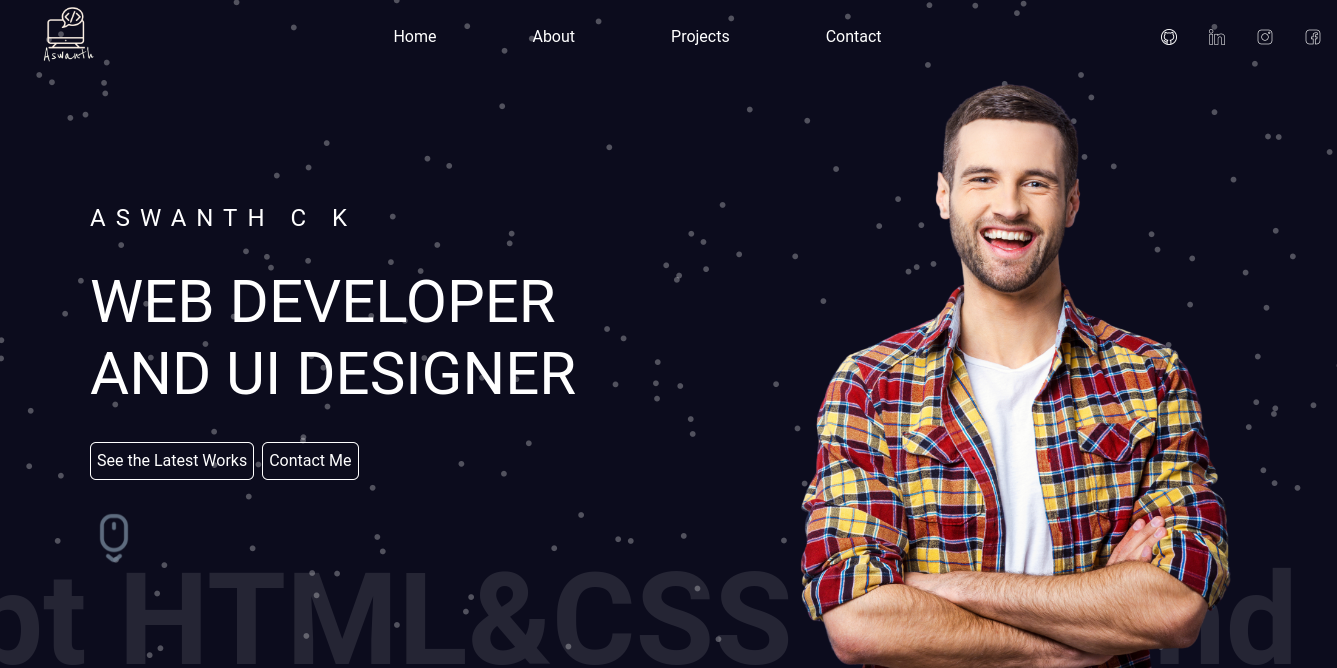 Aswanth
Home About Projects Contact
ASWANTH C K
WEB DEVELOPER
AND UI DESIGNER
See the Latest Works Contact Me
pt HTML&CSS nd